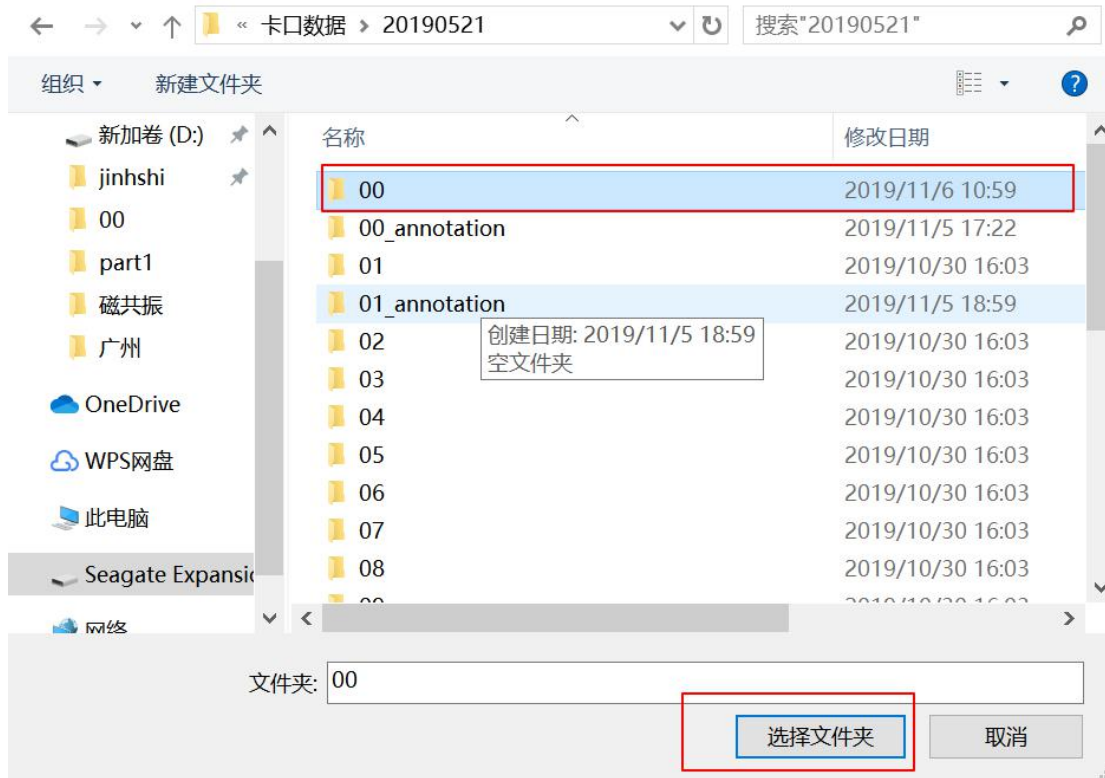 « 卡口数据 > 20190521
搜索"20190521"
组织
新建文件夹
新加卷 (D:)
jinhshi
00
part1
磁共振
广州
OneDrive
WPS网盘
此电脑
Seagate Expansic
网络
名称 修改日期
00 2019/11/6 10:59
00_annotation 2019/11/5 17:22
01 2019/10/30 16:03
01_annotation 2019/11/5 18:59
创建日期: 2019/11/5 18:59
空文件夹
02 2019/10/30 16:03
03 2019/10/30 16:03
04 2019/10/30 16:03
05 2019/10/30 16:03
06 2019/10/30 16:03
07 2019/10/30 16:03
08 2019/10/30 16:03
文件夹: 00
选择文件夹
取消